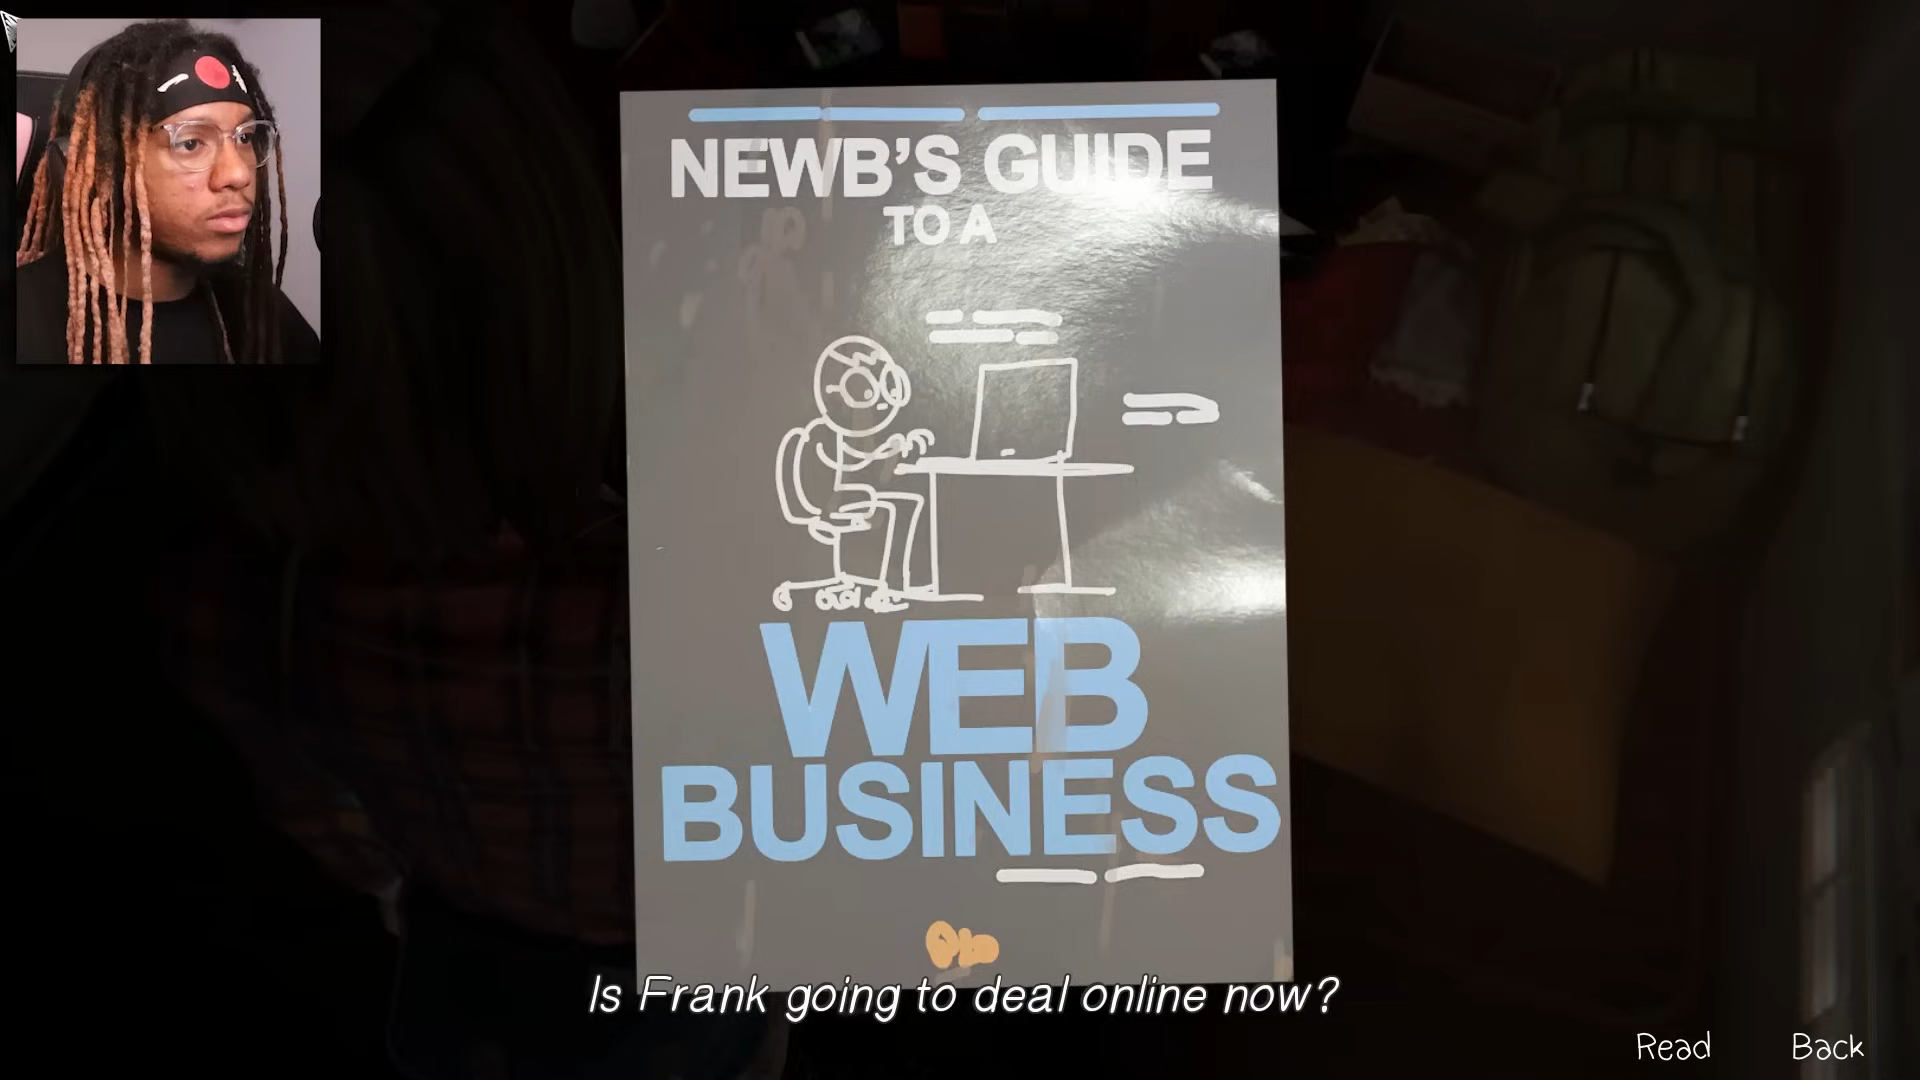 NEWB'S GUIDE
TO A
WEB
BUSINESS
Is Frank going to deal online now?
Read Back